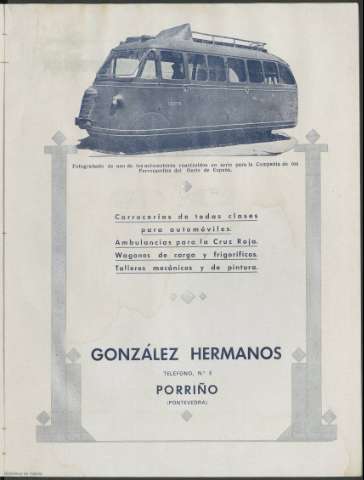 Fotograbado de uno de los autocarres construidos en serie para la Compañía de los
Ferrocarriles del Oeste de España.
Carrocerías de todas clases
para automóviles.
Ambulancias para la Cruz Roja.
Wagones de carga y frigoríficos.
Talleres mecánicos y de pintura.
GONZÁLEZ HERMANOS
TELÉFONO, N.º 5
PORRIÑO
(PONTEVEDRA)